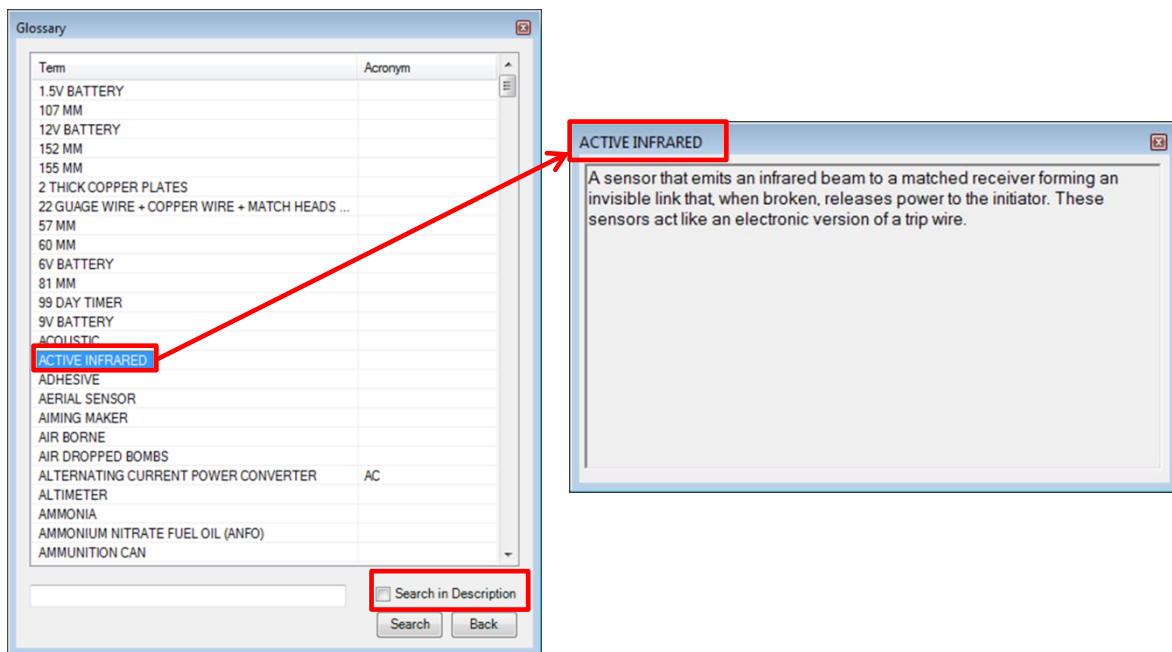 Glossary
Term Acronym
1.5V BATTERY
107 MM
12V BATTERY
152 MM
155 MM
2 THICK COPPER PLATES
22 GUAGE WIRE + COPPER WIRE + MATCH HEADS ...
57 MM
60 MM
6V BATTERY
81 MM
99 DAY TIMER
9V BATTERY
ACOUSTIC
ACTIVE INFRARED
ADHESIVE
AERIAL SENSOR
AIMING MAKER
AIR BORNE
AIR DROPPED BOMBS
ALTERNATING CURRENT POWER CONVERTER AC
ALTIMETER
AMMONIA
AMMONIUM NITRATE FUEL OIL (ANFO)
AMMUNITION CAN
Search in Description
Search Back
ACTIVE INFRARED
A sensor that emits an infrared beam to a matched receiver forming an
invisible link that, when broken, releases power to the initiator. These
sensors act like an electronic version of a trip wire.